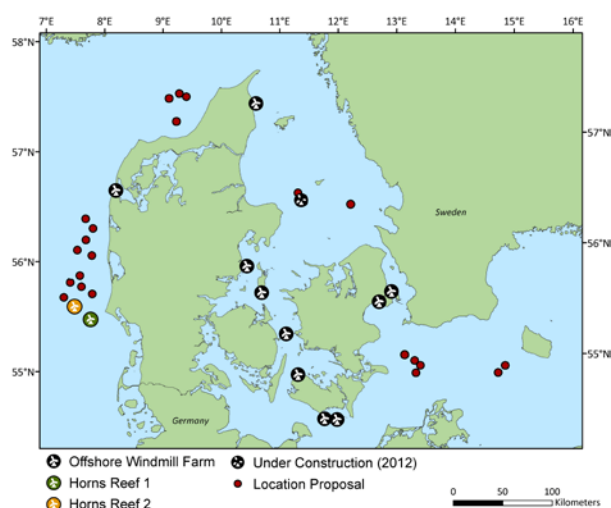 7° 8° 9° 10° 11° 12° 13° 14° 15° 16°
58°N
57°N
57°N
56°N
56°N
55°N
55°N
Sweden
Germany
Offshore Windmill Farm
Under Construction (2012)
Horns Reef 1
Location Proposal
Horns Reef 2
0 50 100
Kilometers